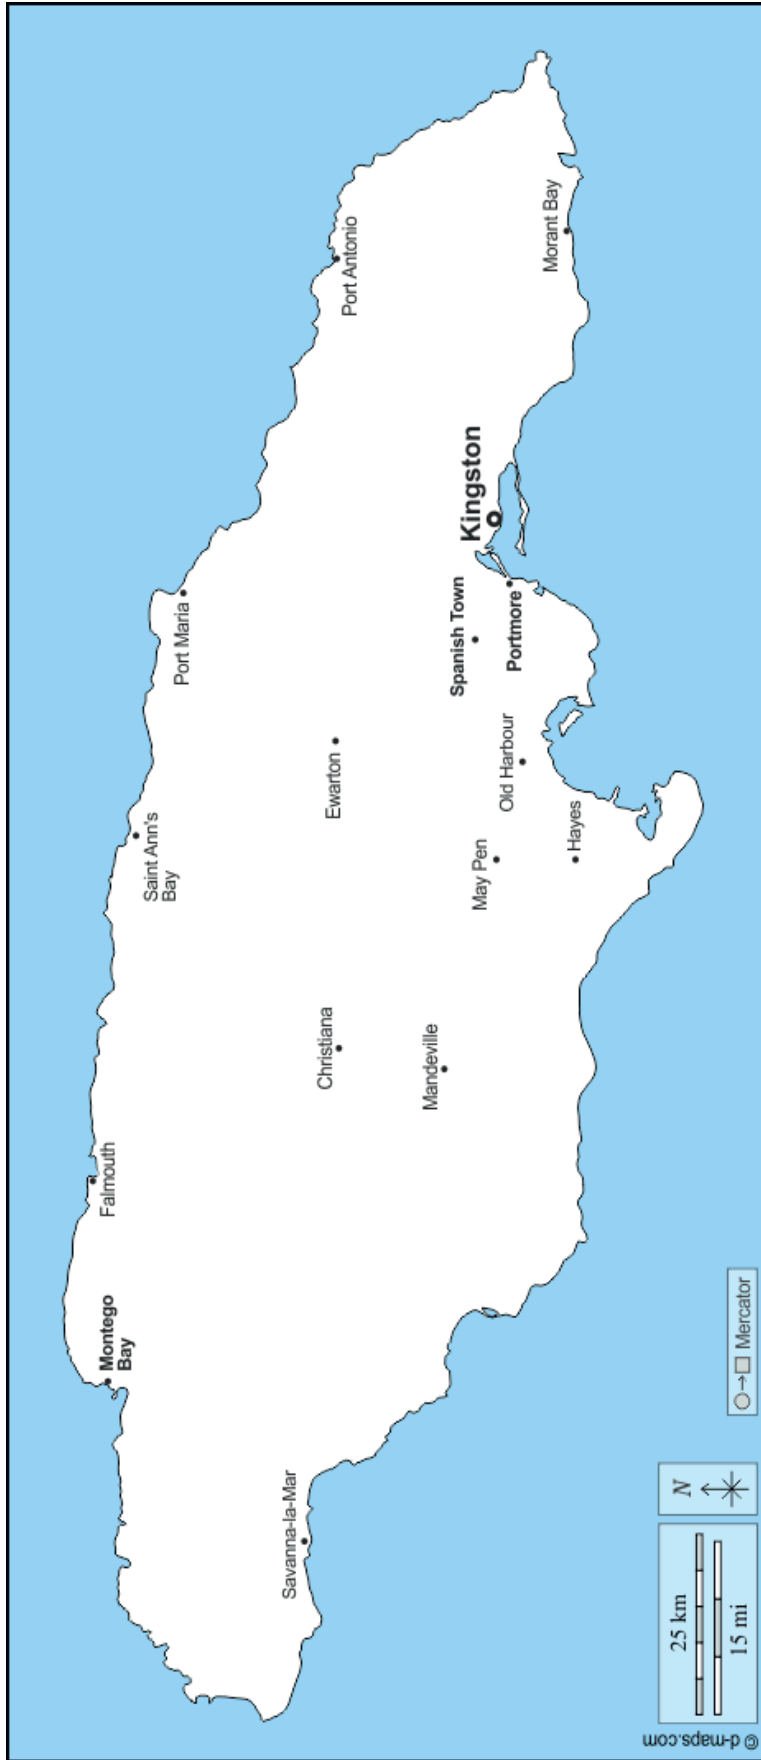 Montego
Bay
Falmouth
Saint Ann's
Bay
Port Maria
Port Antonio
Savanna-la-Mar
Christiana
Ewarton
Mandeville
May Pen
Spanish Town
Kingston
Old Harbour
Portmore
Hayes
Morant Bay
25 km
15 mi
N
Mercator
© d-maps.com